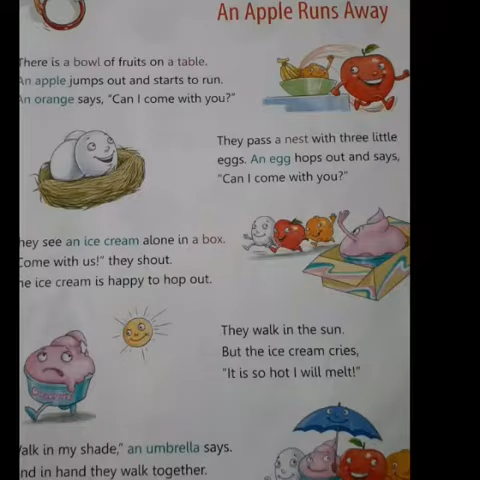 An Apple Runs Away
There is a bowl of fruits on a table.
An apple jumps out and starts to run.
An orange says, "Can I come with you?"
They pass a nest with three little
eggs. An egg hops out and says,
"Can I come with you?"
hey see an ice cream alone in a box.
Come with us!" they shout.
he ice cream is happy to hop out.
They walk in the sun.
But the ice cream cries,
"It is so hot I will melt!"
alk in my shade," an umbrella says.
nd in hand they walk together.